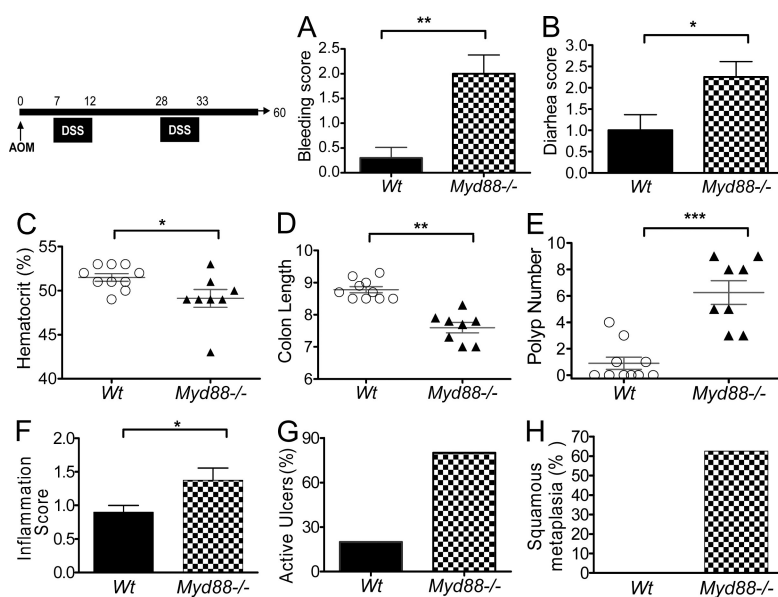 0 7 12 28 33 60
DSS DSS
AOM
A
**
Bleeding score
2.5
2.0
1.5
1.0
0.5
0.0
Wt Myd88-/-
B
*
Diarhea score
3.0
2.5
2.0
1.5
1.0
0.5
0.0
Wt Myd88-/-
C
*
Hematocrit (%)
55
50
45
40
Wt Myd88-/-
D
**
Colon Length
10
9
8
7
6
Wt Myd88-/-
E
***
Polyp Number
10
8
6
4
2
0
Wt Myd88-/-
F
*
Inflammation
Score
2.0
1.5
1.0
0.5
0.0
Wt Myd88-/-
G
Active Ulcers(%)
90
60
30
0
Wt Myd88-/-
H
Squamous
metaplasia (%)
70
60
50
40
30
20
10
0
Wt Myd88-/-